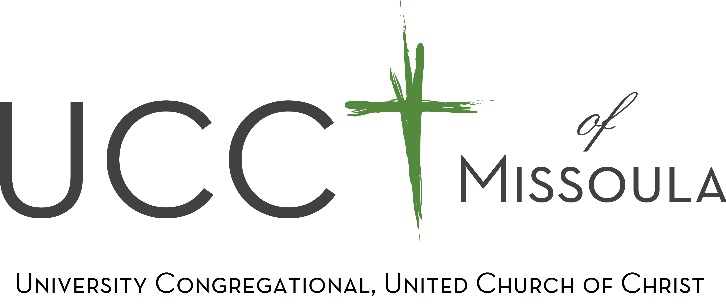 UCC
of
MISSOULA
UNIVERSITY CONGREGATIONAL, UNITED CHURCH OF CHRIST